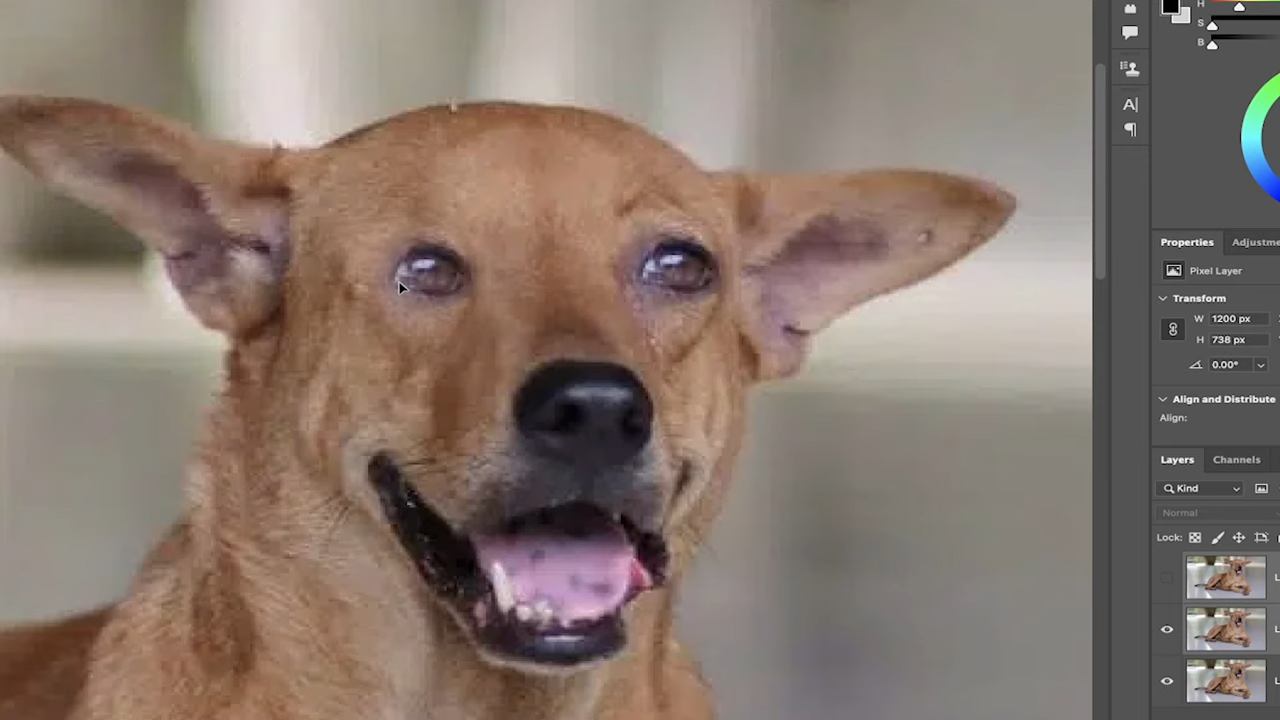 H
S
B
A|
¶
Properties
Adjustme
Pixel Layer
Transform
W 1200 px
H 738 px
0.00°
Align and Distribute
Align:
Layers Channels
Kind
Normal
Lock:
L
L
L